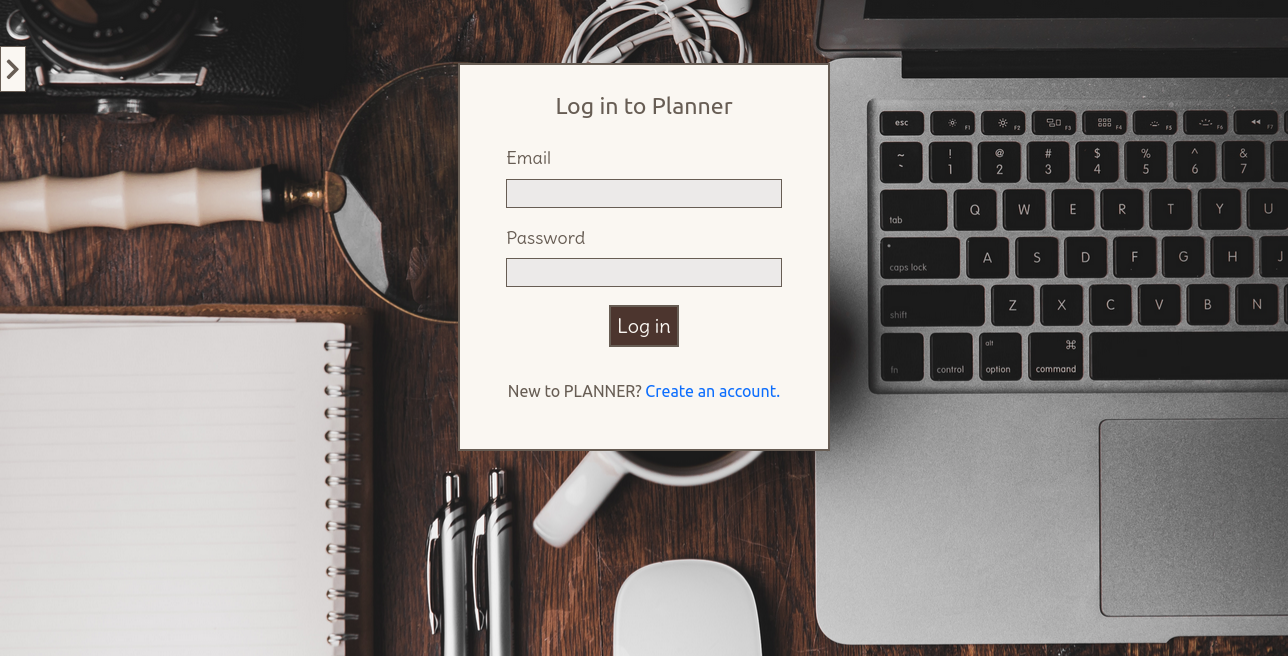 Log in to Planner
Email
Password
Log in
New to PLANNER? Create an account.
esc F1 F2 F3 F4 F5 F6 F7
~ ! @ # $ % ^ &
` 1 2 3 4 5 6 7
tab Q W E R T Y U
caps lock A S D F G H J
shift Z X C V B N
fn control alt option ⌘ command